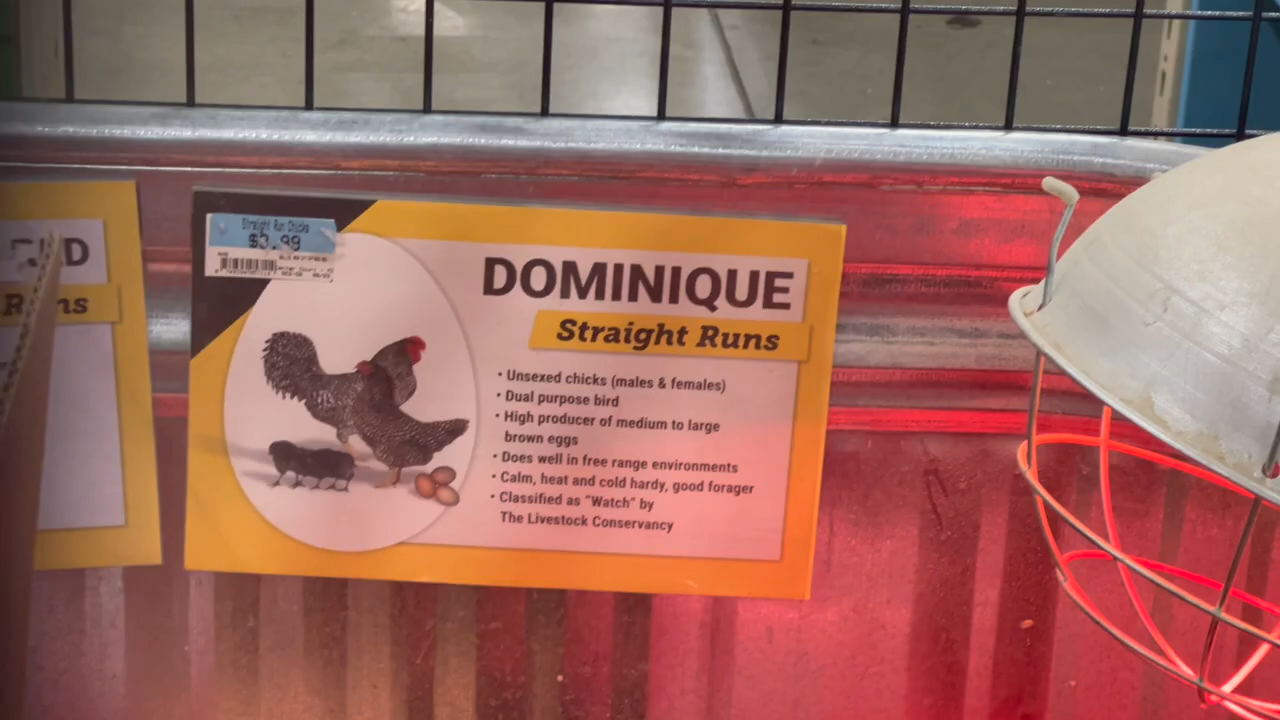 UND
Runs
Straight Run Chicks
$3.99
DOMINIQUE
Straight Runs
• Unsexed chicks (males & females)
• Dual purpose bird
• High producer of medium to large
brown eggs
• Does well in free range environments
• Calm, heat and cold hardy, good forager
• Classified as "Watch" by
The Livestock Conservancy